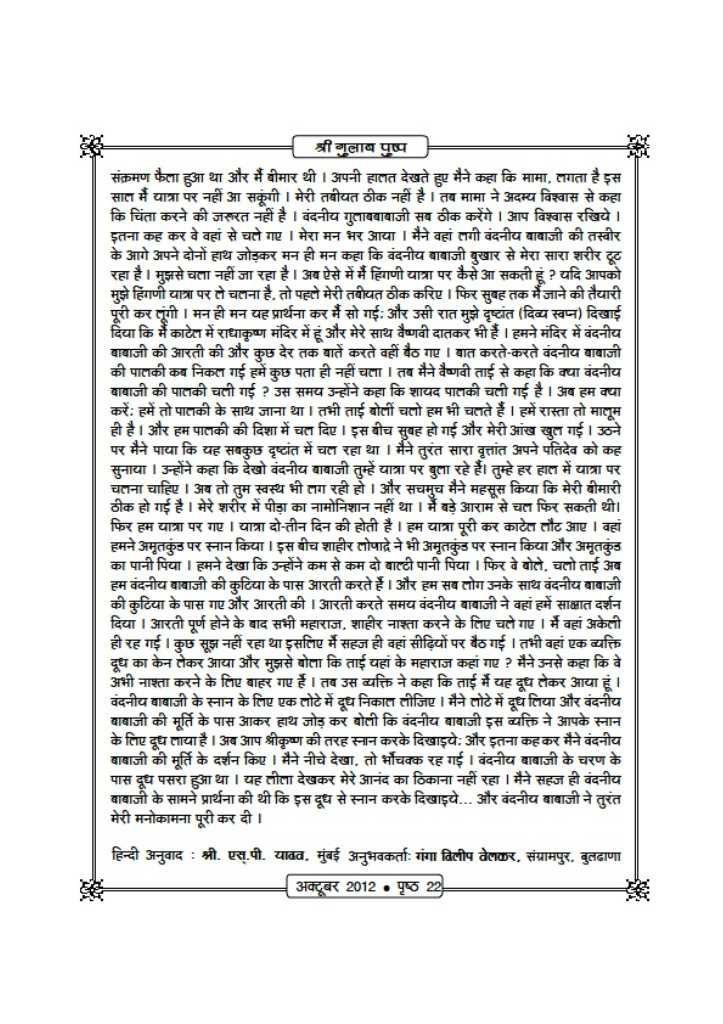 श्री गुलाब पुष्प
संक्रमण फैला हुआ था और मैं बीमार थी । अपनी हालत देखते हुए मैने कहा कि मामा, लगता है इस
साल मैं यात्रा पर नहीं आ सकूंगी । मेरी तबीयत ठीक नहीं है । तब मामा ने अदम्य विश्वास से कहा
कि चिंता करने की जरूरत नहीं है । वंदनीय गुलाबबाबाजी सब ठीक करेंगे । आप विश्वास रखिये ।
इतना कह कर वे वहां से चले गए । मेरा मन भर आया । मैने वहां लगी वंदनीय बाबाजी की तस्वीर
के आगे अपने दोनों हाथ जोड़कर मन ही मन कहा कि वंदनीय बाबाजी बुखार से मेरा सारा शरीर टूट
रहा है । मुझसे चला नहीं जा रहा है । अब ऐसे में मैं हिंगणी यात्रा पर कैसे आ सकती हूं ? यदि आपको
मुझे हिंगणी यात्रा पर ले चलना है, तो पहले मेरी तबीयत ठीक करिए । फिर सुबह तक मैं जाने की तैयारी
पूरी कर लूंगी । मन ही मन यह प्रार्थना कर मैं सो गई; और उसी रात मुझे दृष्टांत (दिव्य स्वप्न) दिखाई
दिया कि मैं काटेल में राधाकृष्ण मंदिर में हूं और मेरे साथ वैष्णवी दातकर भी हैं । हमने मंदिर में वंदनीय
बाबाजी की आरती की और कुछ देर तक बातें करते वहीं बैठ गए । बात करते-करते वंदनीय बाबाजी
की पालकी कब निकल गई हमें कुछ पता ही नहीं चला । तब मैने वैष्णवी ताई से कहा कि क्या वंदनीय
बाबाजी की पालकी चली गई ? उस समय उन्होंने कहा कि शायद पालकी चली गई है । अब हम क्या
करें; हमें तो पालकी के साथ जाना था । तभी ताई बोलीं चलो हम भी चलते हैं । हमें रास्ता तो मालूम
ही है । और हम पालकी की दिशा में चल दिए । इस बीच सुबह हो गई और मेरी आंख खुल गई । उठने
पर मैने पाया कि यह सबकुछ दृष्टांत में चल रहा था । मैने तुरंत सारा वृत्तांत अपने पतिदेव को कह
सुनाया । उन्होंने कहा कि देखो वंदनीय बाबाजी तुम्हें यात्रा पर बुला रहे हैं। तुम्हे हर हाल में यात्रा पर
चलना चाहिए । अब तो तुम स्वस्थ भी लग रही हो । और सचमुच मैने महसूस किया कि मेरी बीमारी
ठीक हो गई है । मेरे शरीर में पीड़ा का नामोनिशान नहीं था । मैं बड़े आराम से चल फिर सकती थी।
फिर हम यात्रा पर गए । यात्रा दो-तीन दिन की होती है । हम यात्रा पूरी कर काटेल लौट आए । वहां
हमने अमृतकुंड पर स्नान किया । इस बीच शाहीर लोणाद्रे ने भी अमृतकुंड पर स्नान किया और अमृतकुंड
का पानी पिया । हमने देखा कि उन्होंने कम से कम दो बाल्टी पानी पिया । फिर वे बोले, चलो ताई अब
हम वंदनीय बाबाजी की कुटिया के पास आरती करते हैं । और हम सब लोग उनके साथ वंदनीय बाबाजी
की कुटिया के पास गए और आरती की । आरती करते समय वंदनीय बाबाजी ने वहां हमें साक्षात दर्शन
दिया । आरती पूर्ण होने के बाद सभी महाराज, शाहीर नाश्ता करने के लिए चले गए । मैं वहां अकेली
ही रह गई । कुछ सूझ नहीं रहा था इसलिए मैं सहज ही वहां सीढ़ियों पर बैठ गई । तभी वहां एक व्यक्ति
दूध का केन लेकर आया और मुझसे बोला कि ताई यहां के महाराज कहां गए ? मैने उनसे कहा कि वे
अभी नाश्ता करने के लिए बाहर गए हैं । तब उस व्यक्ति ने कहा कि ताई मैं यह दूध लेकर आया हूं ।
वंदनीय बाबाजी के स्नान के लिए एक लोटे में दूध निकाल लीजिए । मैने लोटे में दूध लिया और वंदनीय
बाबाजी की मूर्ति के पास आकर हाथ जोड़ कर बोली कि वंदनीय बाबाजी इस व्यक्ति ने आपके स्नान
के लिए दूध लाया है । अब आप श्रीकृष्ण की तरह स्नान करके दिखाइये; और इतना कह कर मैने वंदनीय
बाबाजी की मूर्ति के दर्शन किए । मैने नीचे देखा, तो भौंचक्क रह गई । वंदनीय बाबाजी के चरण के
पास दूध पसरा हुआ था । यह लीला देखकर मेरे आनंद का ठिकाना नहीं रहा । मैने सहज ही वंदनीय
बाबाजी के सामने प्रार्थना की थी कि इस दूध से स्नान करके दिखाइये... और वंदनीय बाबाजी ने तुरंत
मेरी मनोकामना पूरी कर दी ।
हिन्दी अनुवाद : श्री. एस.पी. यादव, मुंबई अनुभवकर्ताः गंगा दिलीप वेलकर, संग्रामपुर, बुलढाणा
अक्टूबर 2012 ● पृष्ठ 22